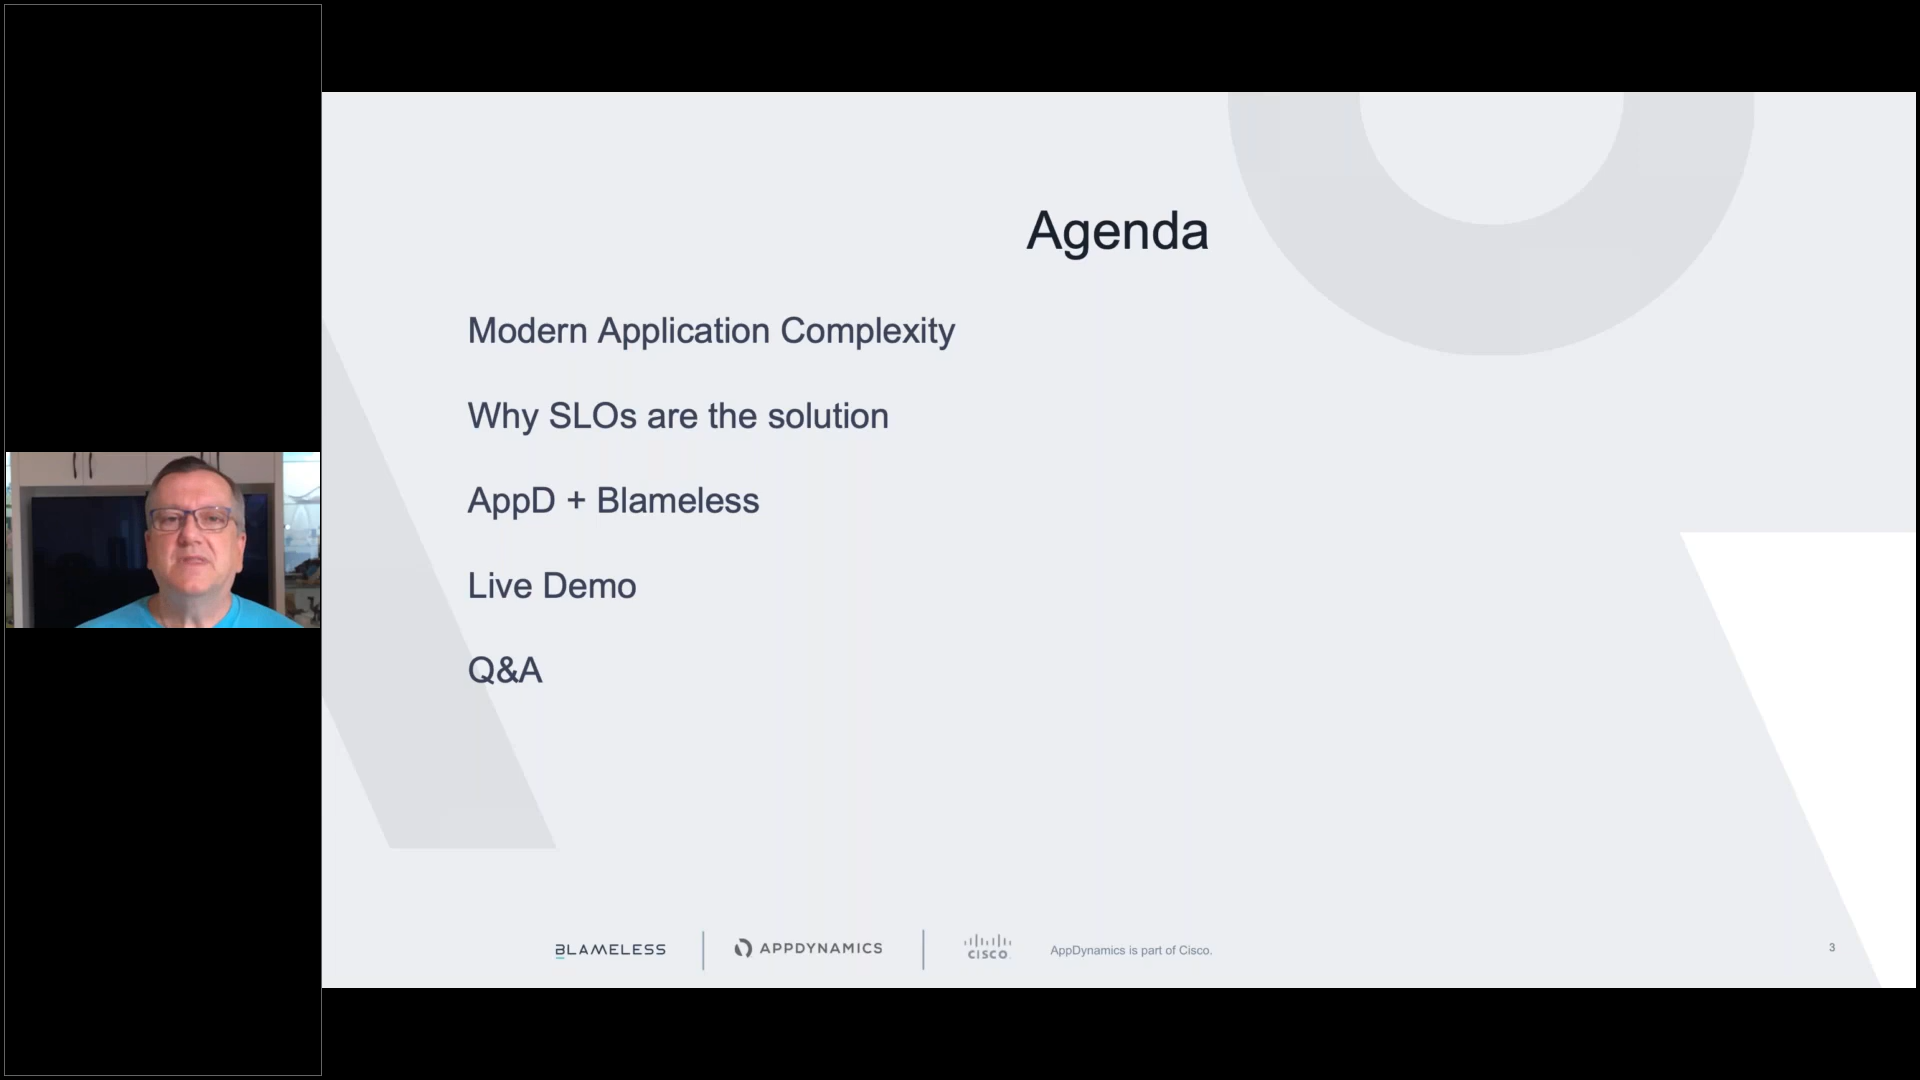 Agenda
Modern Application Complexity
Why SLOs are the solution
AppD + Blameless
Live Demo
Q&A
BLAMELESS
APPDYNAMICS
CISCO
AppDynamics is part of Cisco.
3